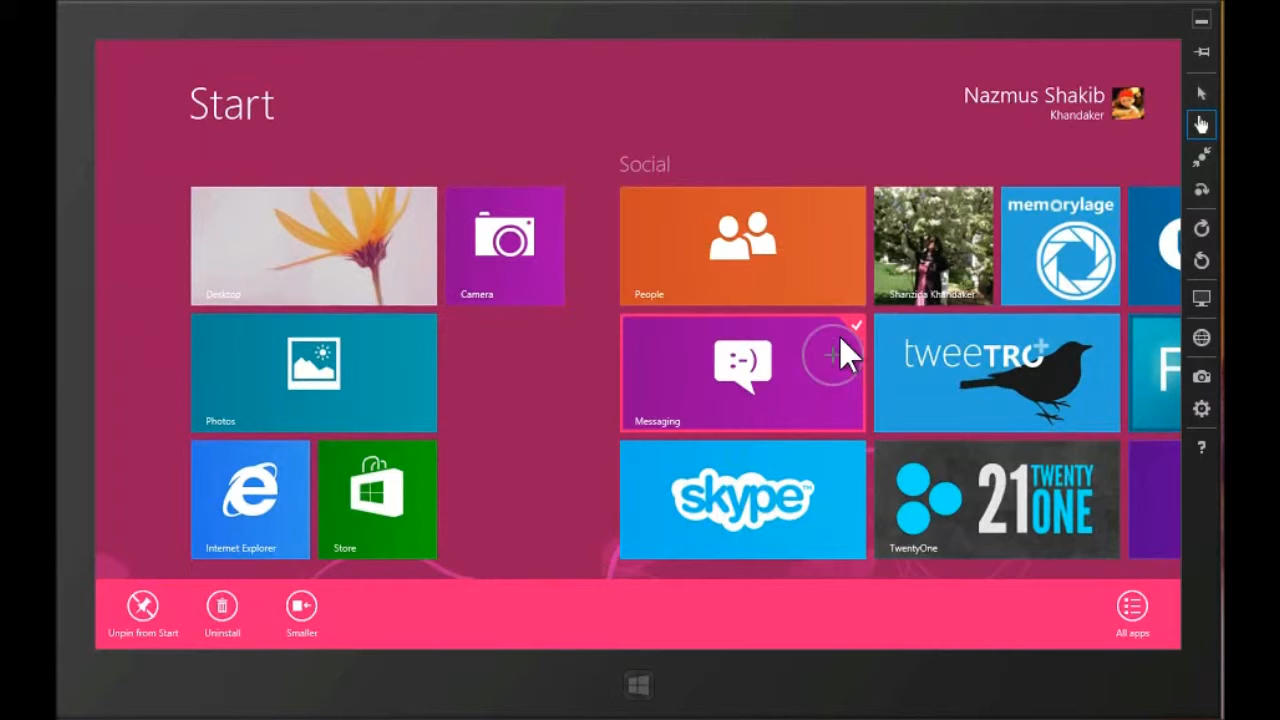 Start
Nazmus Shakib
Khandaker
Social
Desktop
Camera
People
Shanzida Khandaker
memorylage
Photos
:-)
Messaging
tweeTRO+
F
Internet Explorer
Store
skype™
21 TWENTY ONE
TwentyOne
Unpin from Start
Uninstall
Smaller
All apps
?